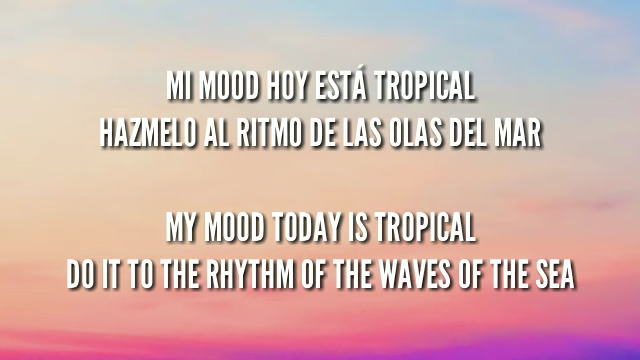 MI MOOD HOY ESTÁ TROPICAL
HAZMELO AL RITMO DE LAS OLAS DEL MAR
MY MOOD TODAY IS TROPICAL
DO IT TO THE RHYTHM OF THE WAVES OF THE SEA